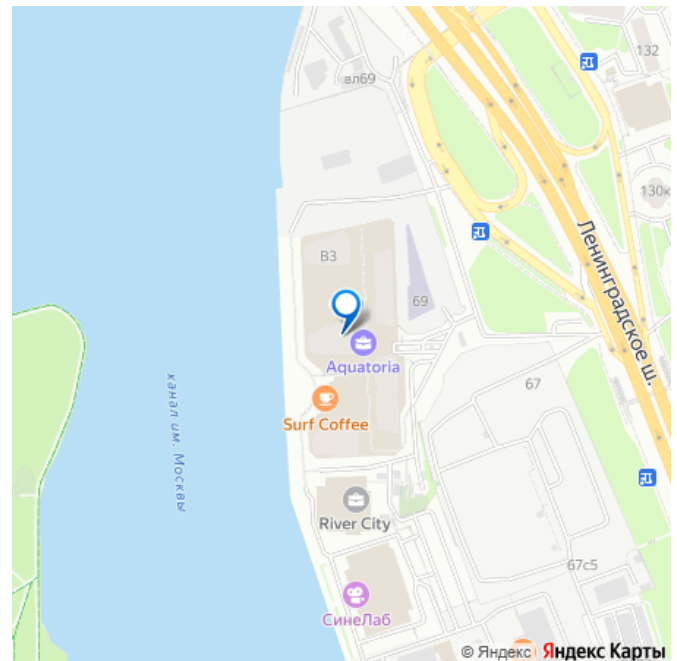 132
вл69
130к
Ленинградское ш.
В3
69
Aquatoria
67
канал им. Москвы
Surf Coffee
River City
67с5
СинеЛаб
© Яндекс Яндекс Карты